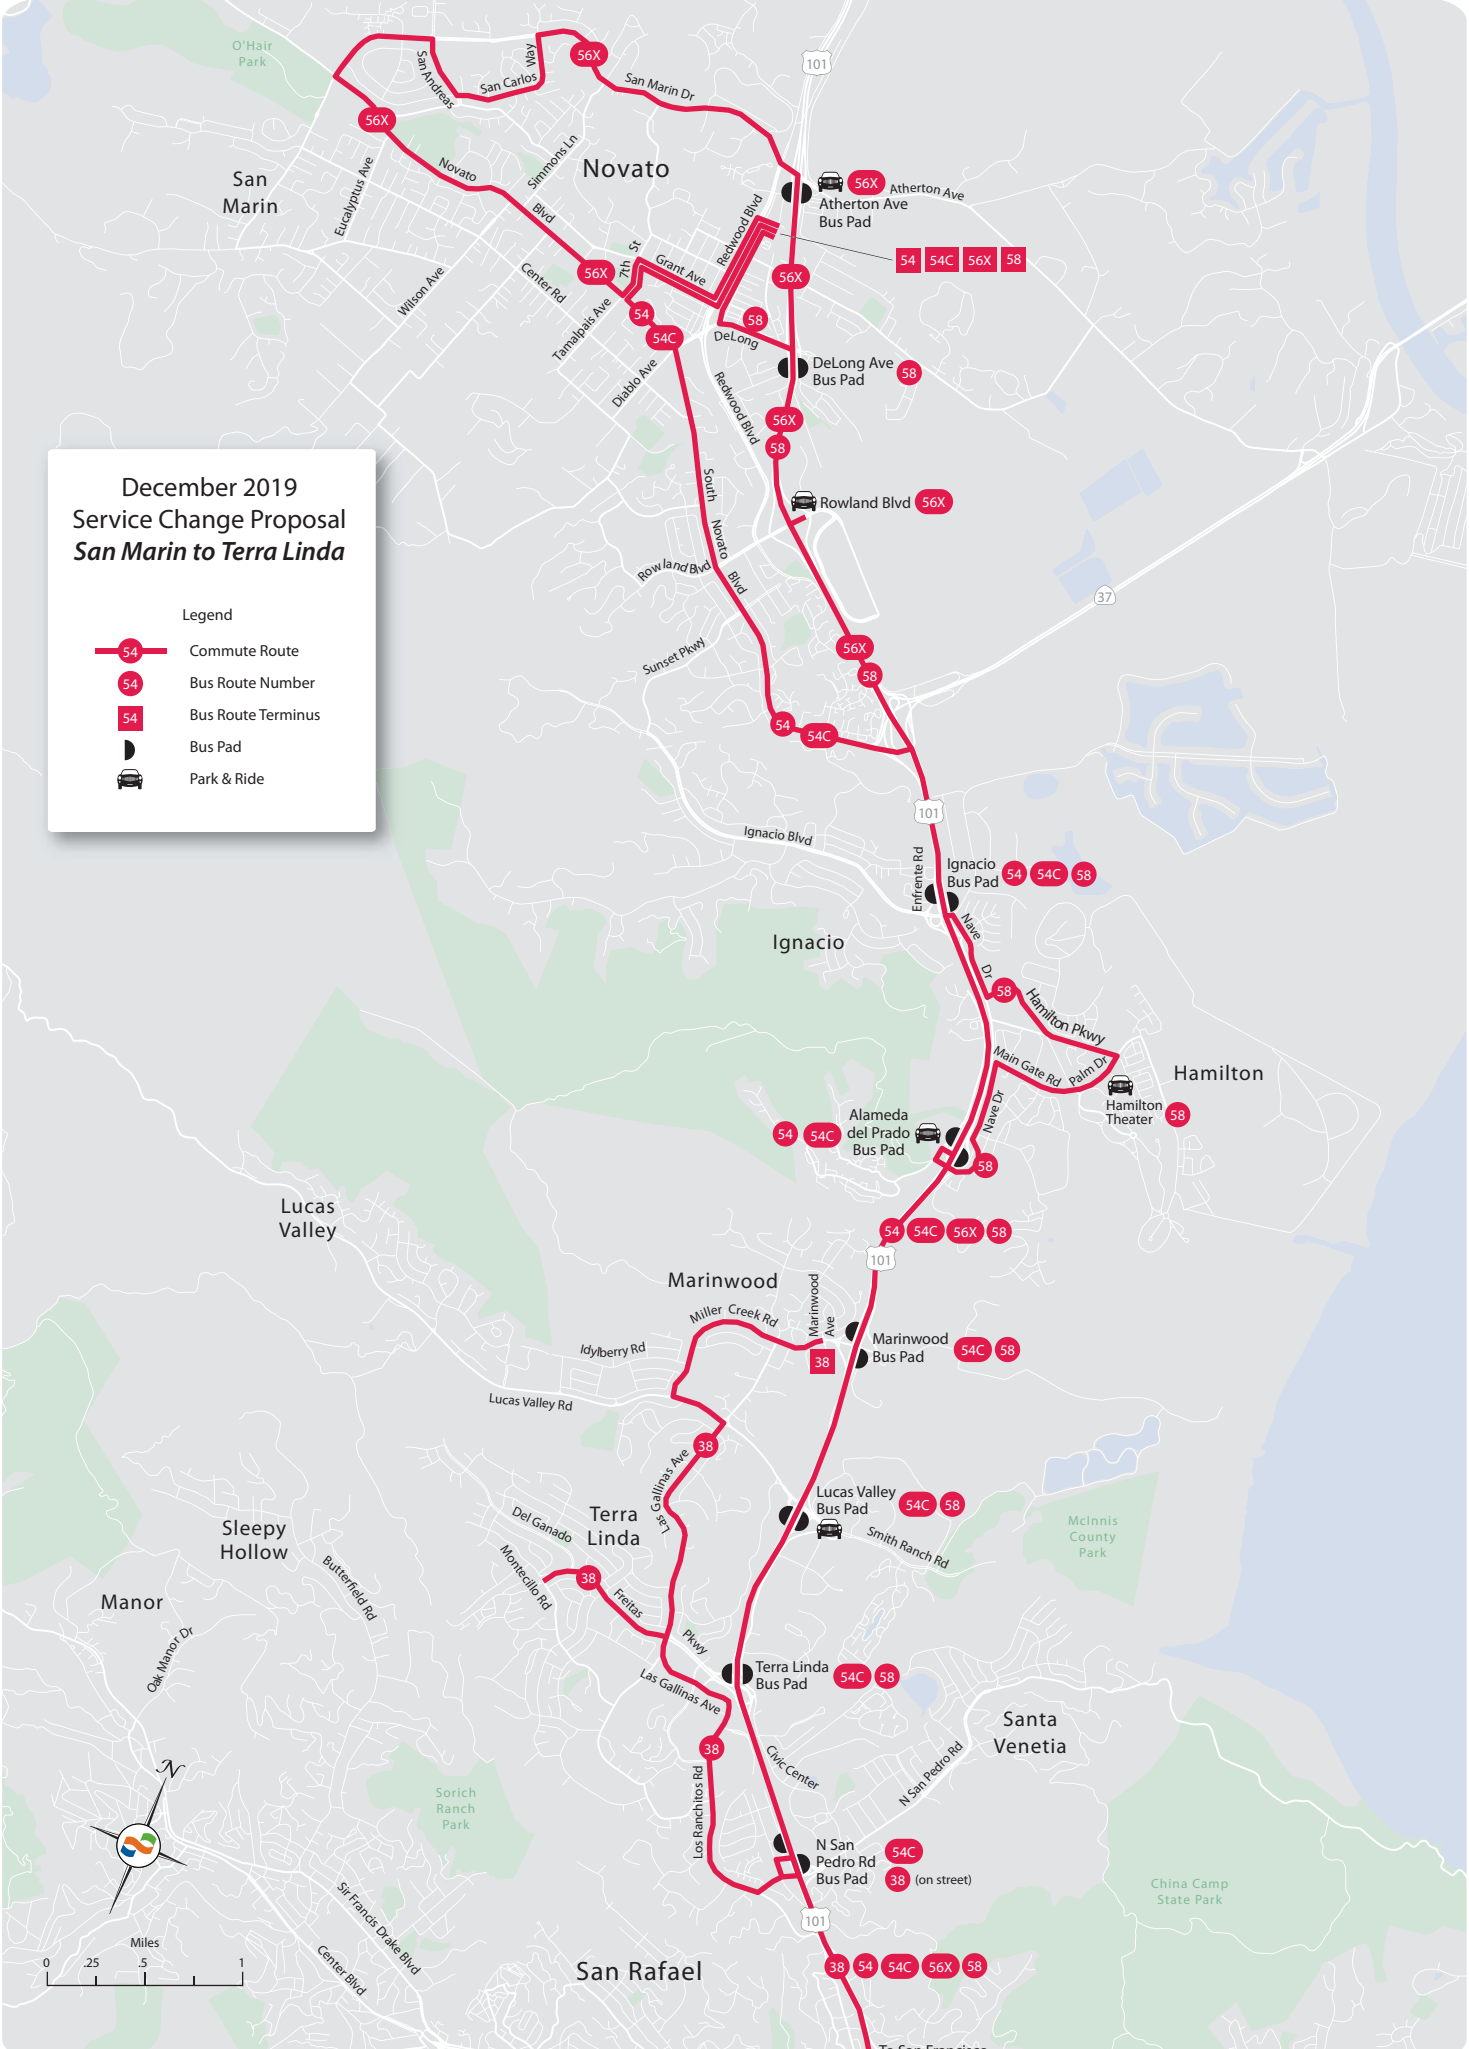 O'Hair
Park
San Andreas
San Carlos
Way
56X
San Marin Dr
101
56X
San
Marin
Eucalyptus Ave
Novato
Blvd
Simmons Ln
Novato
56X
Atherton Ave
Atherton Ave
Bus Pad
Redwood Blvd
54
54C
56X
58
56X
7th St
Grant Ave
56X
Center Rd
Wilson Ave
Tamalpais Ave
54
54C
58
DeLong
Diablo Ave
DeLong Ave
Bus Pad
58
Redwood Blvd
56X
58
December 2019
Service Change Proposal
San Marin to Terra Linda
Legend
54
Commute Route
54
Bus Route Number
54
Bus Route Terminus
Bus Pad
Park & Ride
South Novato Blvd
Rowland Blvd
56X
Rowland Blvd
37
Sunset Pkwy
56X
58
54
54C
101
Ignacio Blvd
Enfrente Rd
Ignacio
Bus Pad
54
54C
58
Ignacio
Nave Dr
58
Hamilton Pkwy
Main Gate Rd
Palm Dr
Hamilton
Hamilton
Theater
58
Nave Dr
54
54C
Alameda
del Prado
Bus Pad
58
Lucas
Valley
54
54C
56X
58
101
Marinwood
Marinwood
Ave
Miller Creek Rd
Idylberry Rd
38
Marinwood
Bus Pad
54C
58
Lucas Valley Rd
38
Las Gallinas Ave
Lucas Valley
Bus Pad
54C
58
Smith Ranch Rd
McInnis
County
Park
Terra
Linda
Del Ganado
Sleepy
Hollow
Montecillo Rd
Butterfield Rd
38
Freitas
Pkwy
Manor
Oak Manor Dr
Terra Linda
Bus Pad
54C
58
Las Gallinas Ave
Santa
Venetia
38
Civic Center
N San Pedro Rd
N
Sorich
Ranch
Park
Los Ranchitos Rd
N San
Pedro Rd
Bus Pad
54C
38
(on street)
China Camp
State Park
Sir Francis Drake Blvd
Center Blvd
101
Miles
0
.25
.5
1
San Rafael
38
54
54C
56X
58
To San Francisco